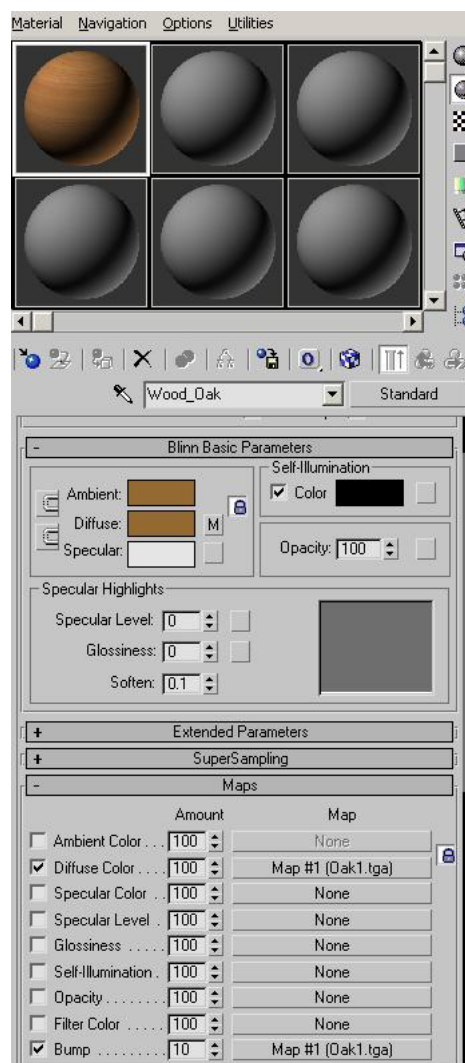 Material Navigation Options Utilities
Wood_Oak Standard
- Blinn Basic Parameters
Self-Illumination
Ambient:
Color
Diffuse: M
Specular:
Opacity: 100
Specular Highlights
Specular Level: 0
Glossiness: 0
Soften: 0.1
+ Extended Parameters
+ SuperSampling
- Maps
Amount Map
Ambient Color . . . 100 None
Diffuse Color . . . . 100 Map #1 (Oak1.tga)
Specular Color . . 100 None
Specular Level . 100 None
Glossiness . . . . . 100 None
Self-Illumination . 100 None
Opacity . . . . . . . . 100 None
Filter Color . . . . . 100 None
Bump . . . . . . . . . 10 Map #1 (Oak1.tga)